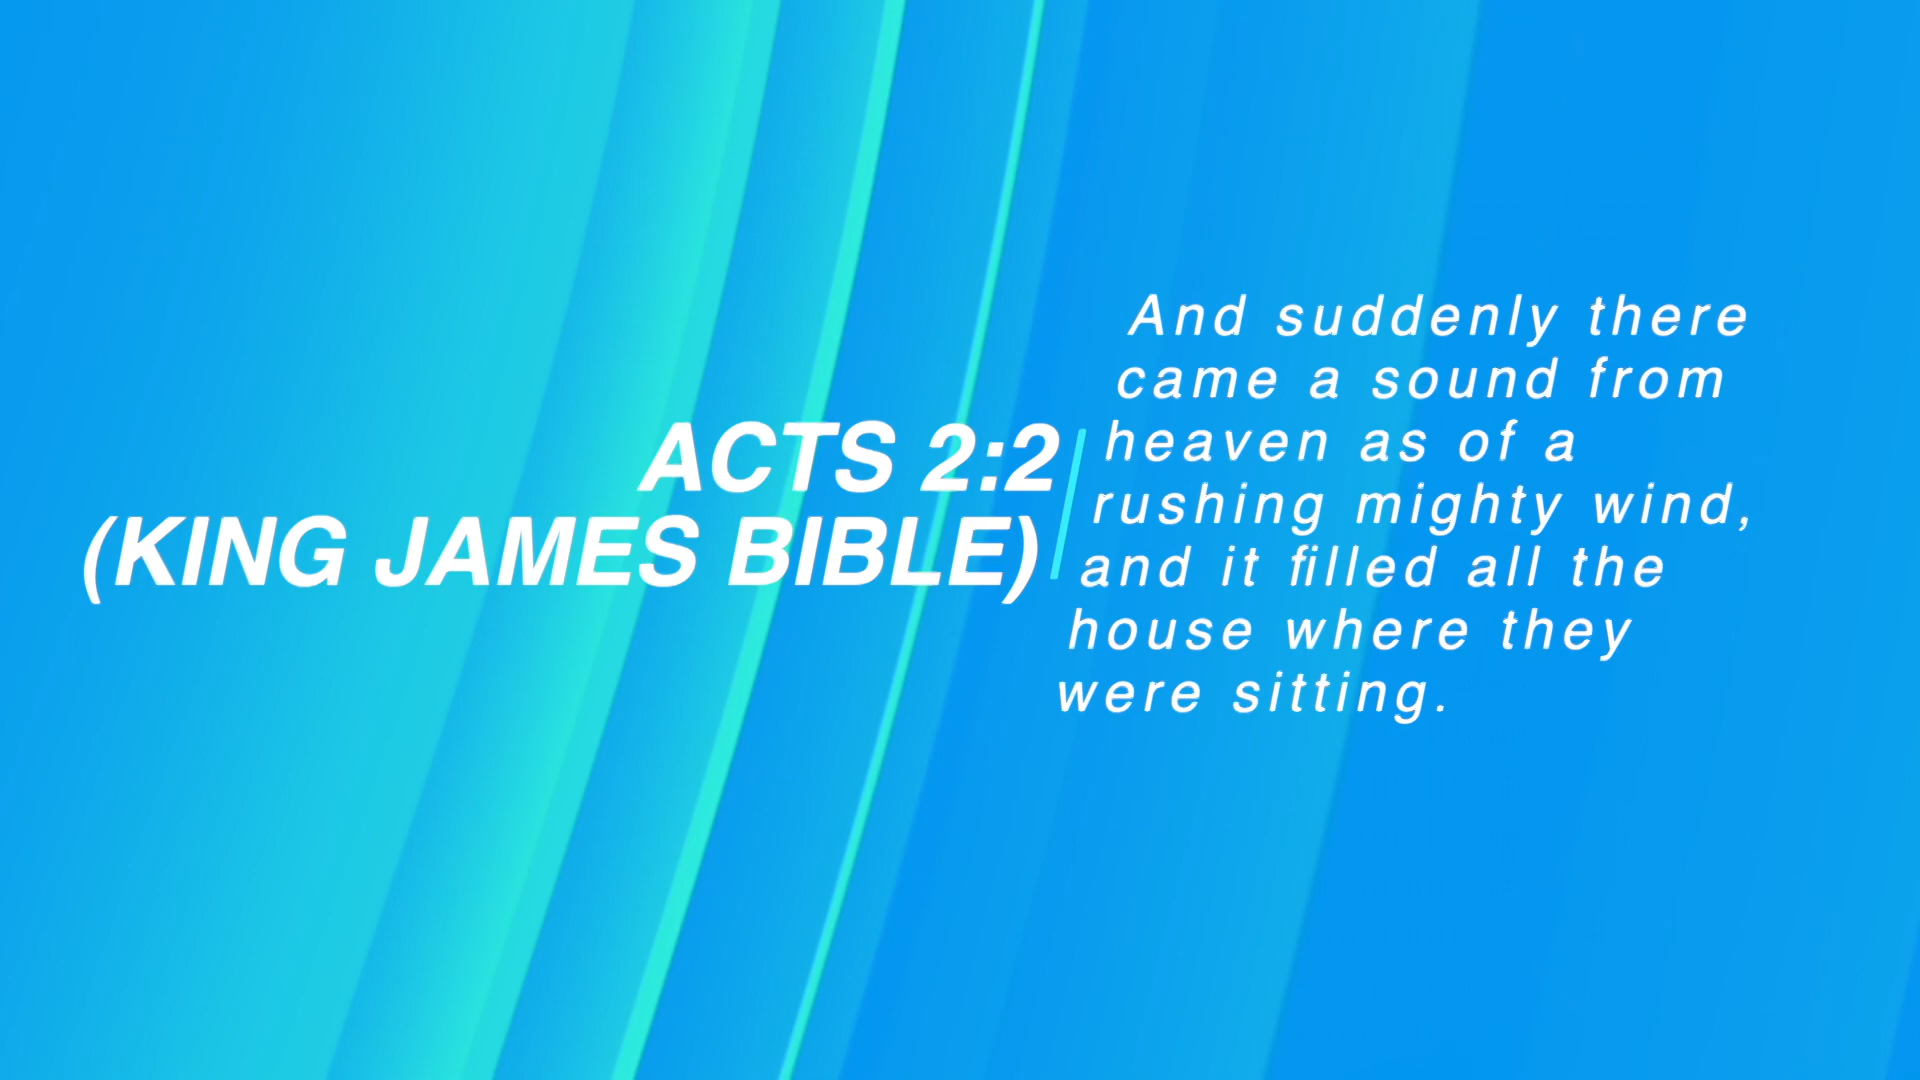 ACTS 2:2
(KING JAMES BIBLE)
And suddenly there
came a sound from
heaven as of a
rushing mighty wind,
and it filled all the
house where they
were sitting.